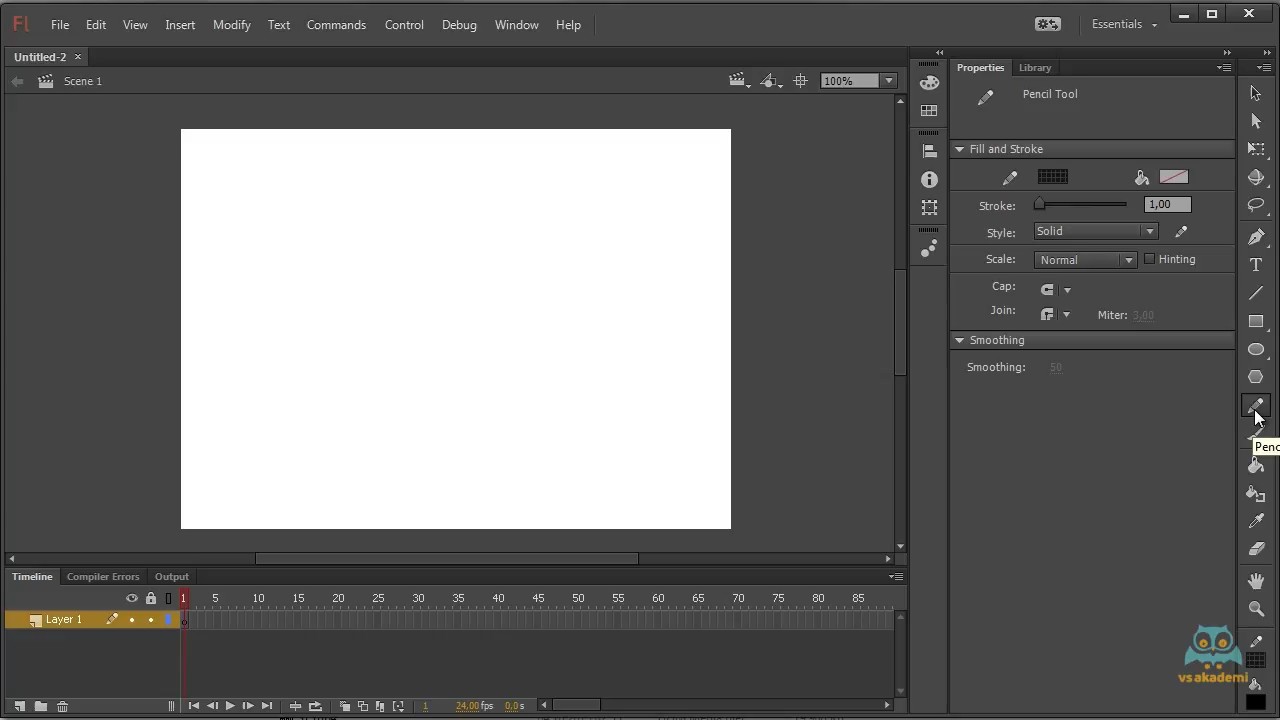 Fl File Edit View Insert Modify Text Commands Control Debug Window Help Essentials
Untitled-2
Scene 1 100%
Properties Library
Pencil Tool
Fill and Stroke
Stroke: 1,00
Style: Solid
Scale: Normal Hinting
Cap:
Join: Miter: 3,00
Smoothing
Smoothing: 50
T
Penc
Timeline Compiler Errors Output
1 5 10 15 20 25 30 35 40 45 50 55 60 65 70 75 80 85
Layer 1
1 24,00 fps 0,0 s
vsakademi